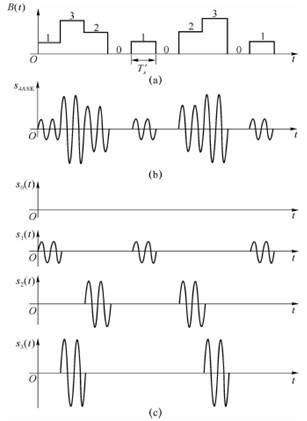 B(t)
1 3 2 0 1 0 2 3 0 1
O T's t
(a)
s4ASK
O t
(b)
s0(t)
O t
s1(t)
O t
s2(t)
O t
s3(t)
O t
(c)